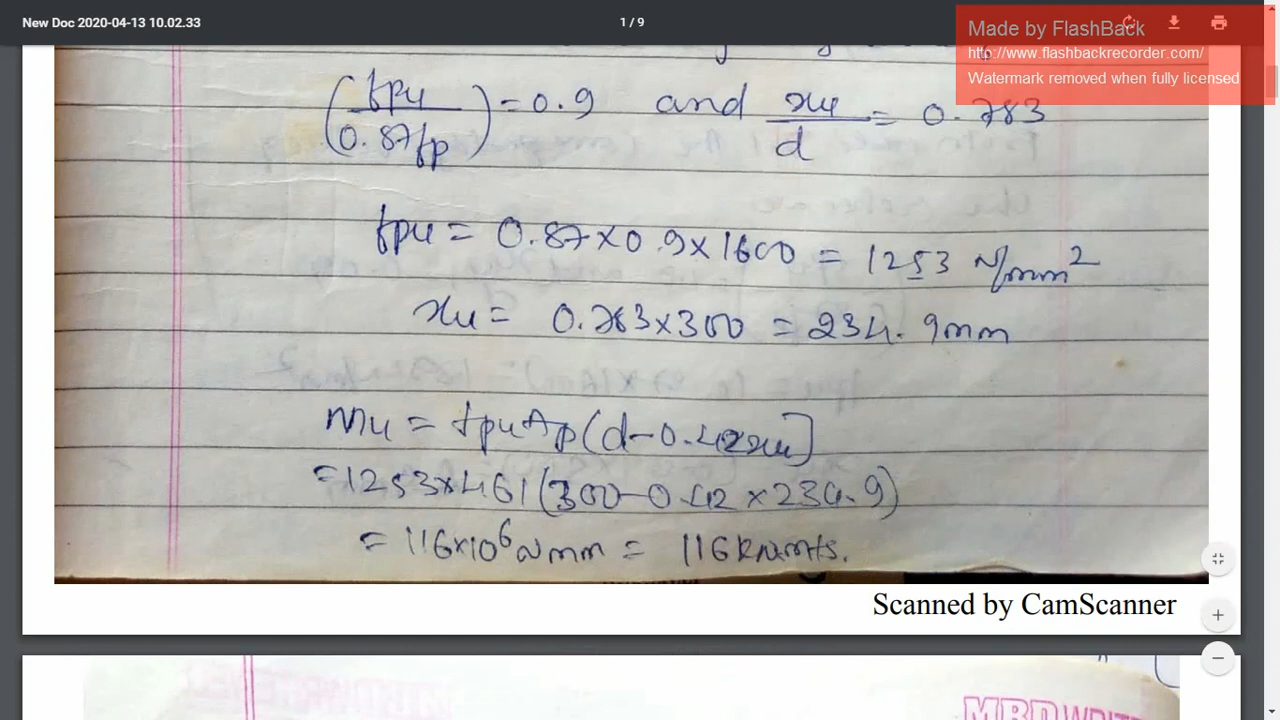 New Doc 2020-04-13 10.02.33
1 / 9
Made by FlashBack
http://www.flashbackrecorder.com/
Watermark removed when fully licensed
(fpu / 0.87fp) = 0.9 and xu / d = 0.783
fpu = 0.87 × 0.9 × 1600 = 1253 N/mm²
xu = 0.783 × 300 = 234.9mm
Mu = fpu Ap (d - 0.42xu]
= 1253 × 461 (300 - 0.42 × 234.9)
= 116 × 10⁶ N mm = 116 kN mts.
Scanned by CamScanner